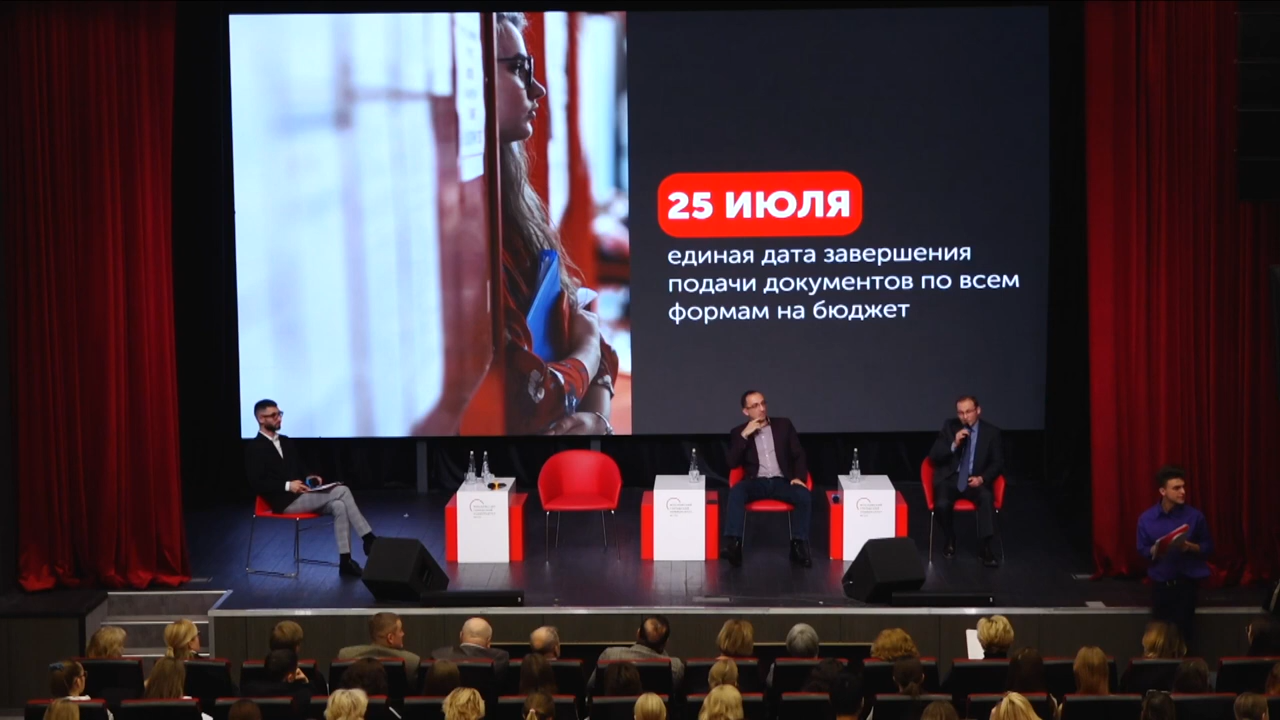 25 ИЮЛЯ
единая дата завершения
подачи документов по всем
формам на бюджет